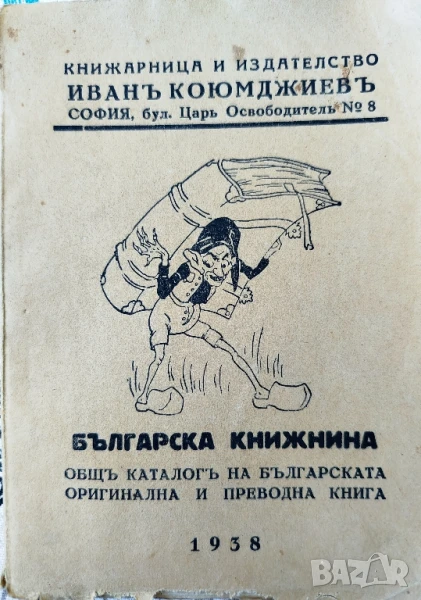 КНИЖАРНИЦА И ИЗДАТЕЛСТВО
ИВАНЪ КОЮМДЖИЕВЪ
СОФИЯ, бул. Царь Освободитель № 8
БЪЛГАРСКА КНИЖНИНА
ОБЩЪ КАТАЛОГЪ НА БЪЛГАРСКАТА
ОРИГИНАЛНА И ПРЕВОДНА КНИГА
1938
bazar